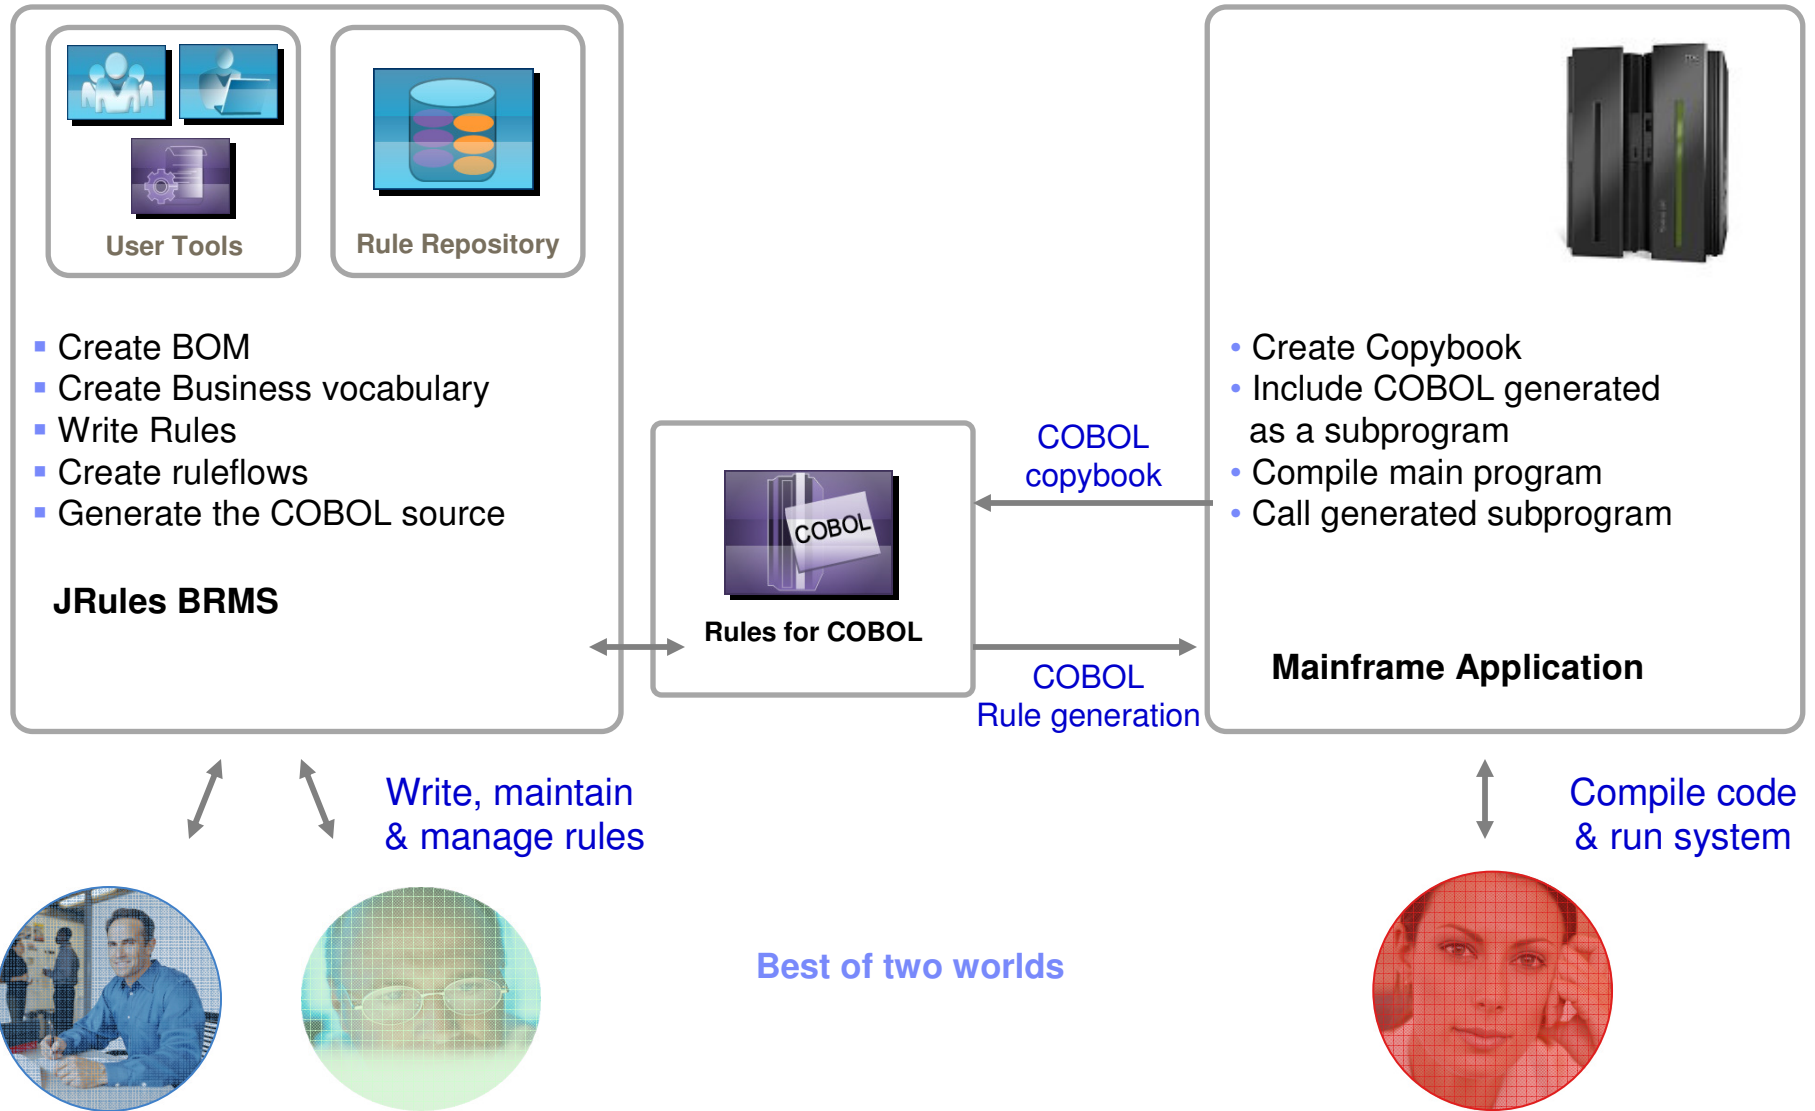 User Tools
Rule Repository
Create BOM
Create Business vocabulary
Write Rules
Create ruleflows
Generate the COBOL source
JRules BRMS
COBOL
Rules for COBOL
COBOL
copybook
COBOL
Rule generation
Create Copybook
Include COBOL generated
as a subprogram
Compile main program
Call generated subprogram
Mainframe Application
Write, maintain
& manage rules
Compile code
& run system
Best of two worlds